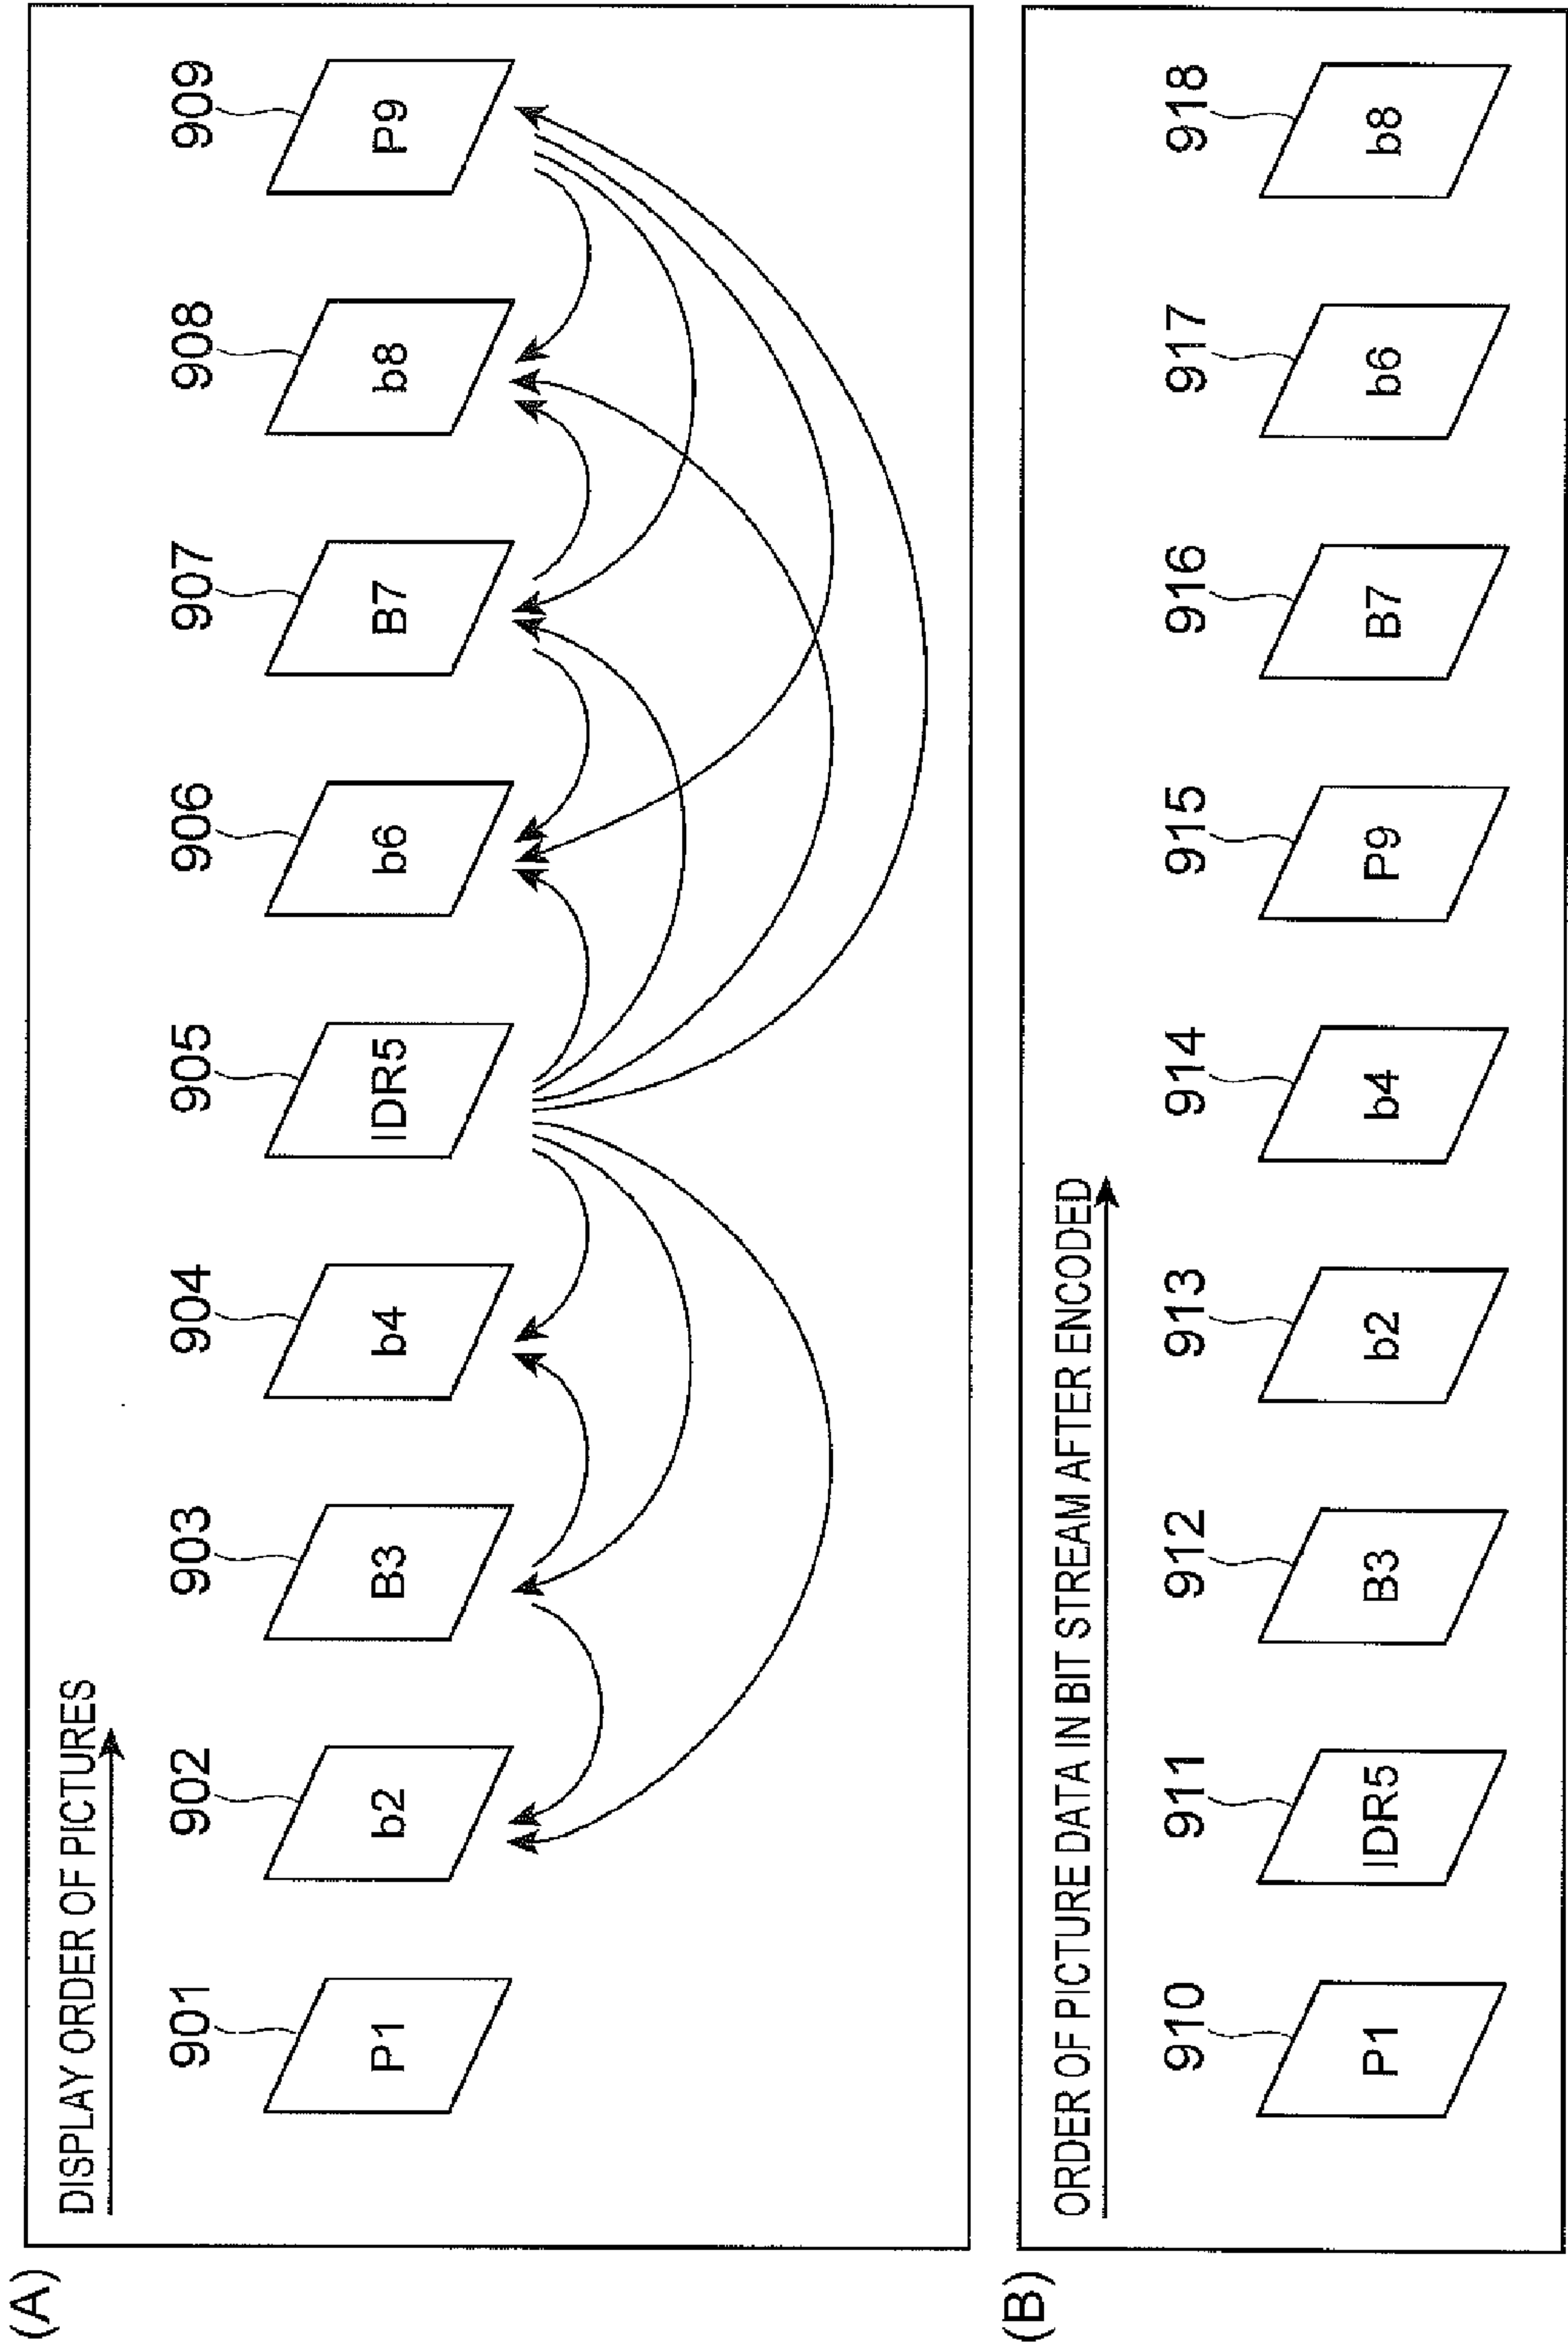 (A)
DISPLAY ORDER OF PICTURES
901 902 903 904 905 906 907 908 909
P1 b2 B3 b4 IDR5 b6 B7 b8 P9
(B)
ORDER OF PICTURE DATA IN BIT STREAM AFTER ENCODED
910 911 912 913 914 915 916 917 918
P1 IDR5 B3 b2 b4 P9 B7 b6 b8